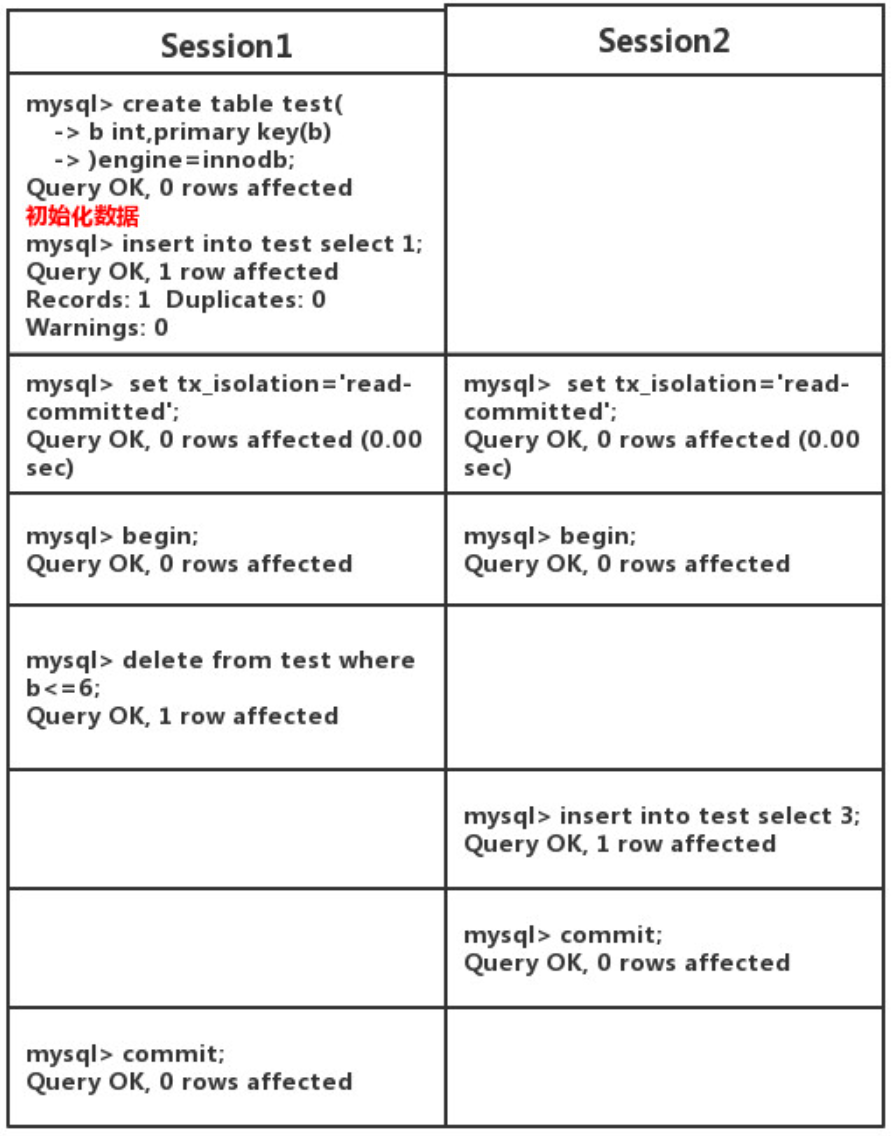 Session1
Session2
mysql> create table test(
-> b int,primary key(b)
-> )engine=innodb;
Query OK, 0 rows affected
初始化数据
mysql> insert into test select 1;
Query OK, 1 row affected
Records: 1  Duplicates: 0
Warnings: 0
mysql>  set tx_isolation='read-
committed';
Query OK, 0 rows affected (0.00
sec)
mysql>  set tx_isolation='read-
committed';
Query OK, 0 rows affected (0.00
sec)
mysql> begin;
Query OK, 0 rows affected
mysql> begin;
Query OK, 0 rows affected
mysql> delete from test where
b<=6;
Query OK, 1 row affected
mysql> insert into test select 3;
Query OK, 1 row affected
mysql> commit;
Query OK, 0 rows affected
mysql> commit;
Query OK, 0 rows affected